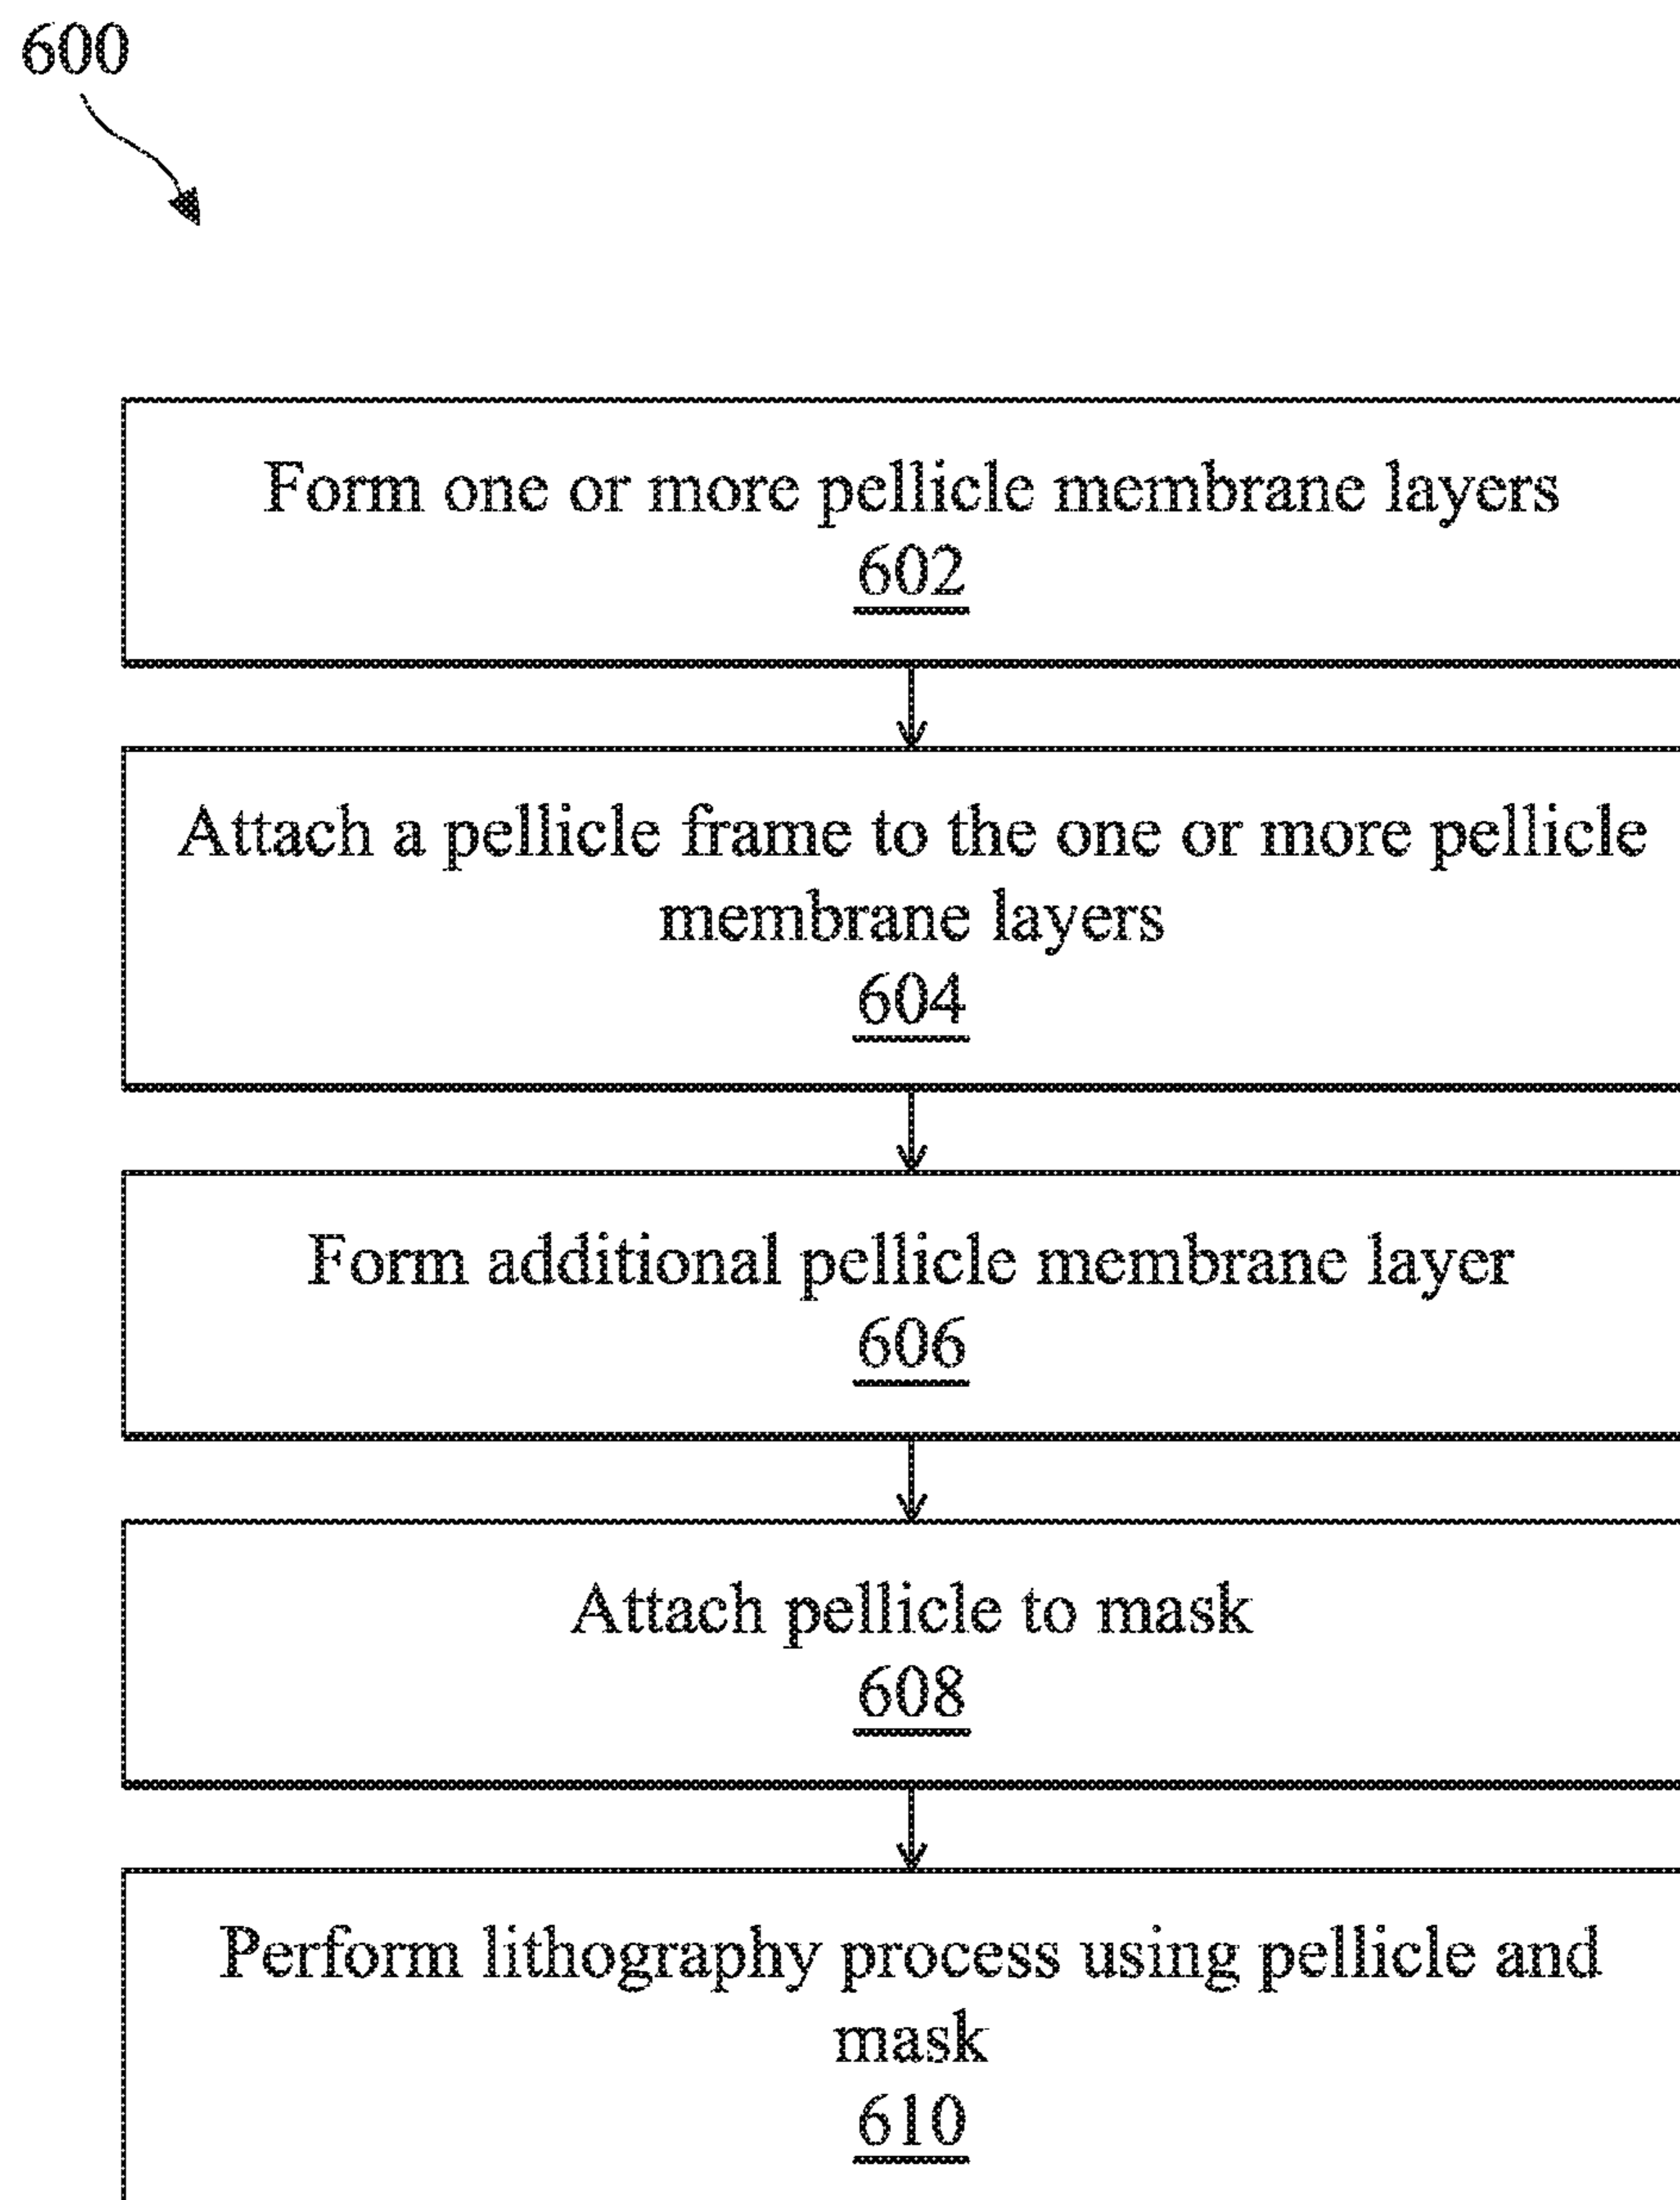 600
Form one or more pellicle membrane layers
602
Attach a pellicle frame to the one or more pellicle
membrane layers
604
Form additional pellicle membrane layer
606
Attach pellicle to mask
608
Perform lithography process using pellicle and
mask
610